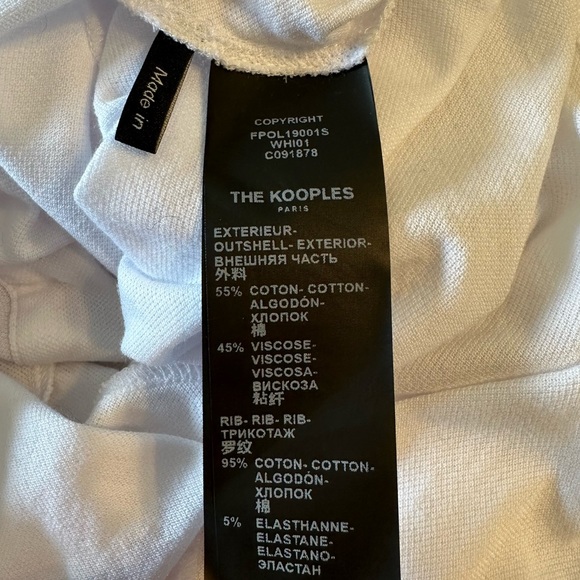 Made in
COPYRIGHT
FPOL19001S
WHI01
C091878
THE KOOPLES
PARIS
EXTERIEUR-
OUTSHELL- EXTERIOR-
ВНЕШНЯЯ ЧАСТЬ
外料
55% COTON- COTTON-
ALGODÓN-
ХЛОПОК
棉
45% VISCOSE-
VISCOSE-
VISCOSA-
ВИСКОЗА
粘纤
RIB- RIB- RIB-
ТРИКОТАЖ
罗纹
95% COTON- COTTON-
ALGODÓN-
ХЛОПОК
棉
5% ELASTHANNE-
ELASTANE-
ELASTANO-
ЭЛАСТАН